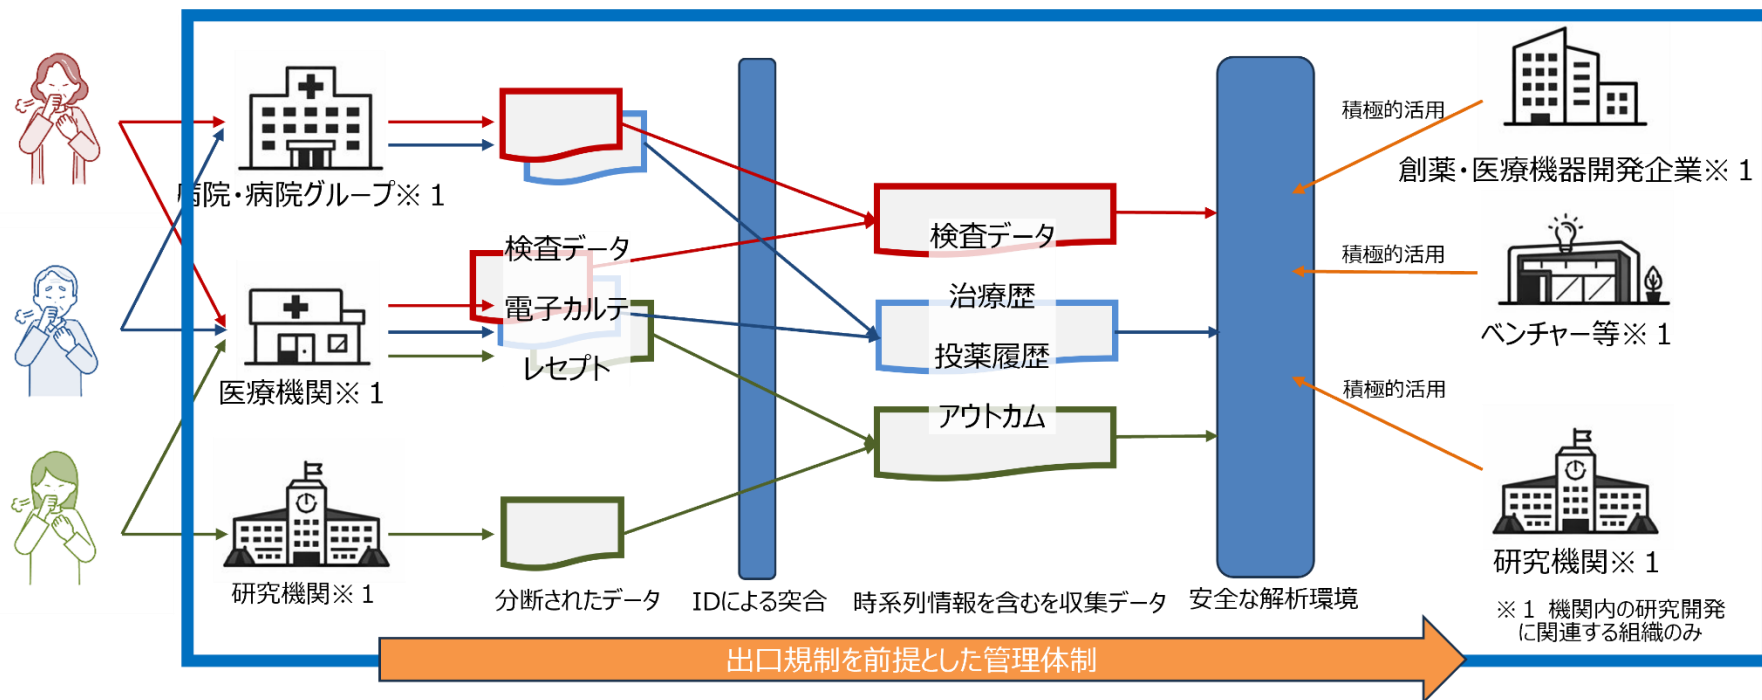 病院・病院グループ※１
医療機関※１
研究機関※１
検査データ
電子カルテ
レセプト
分断されたデータ
IDによる突合
検査データ
治療歴
投薬履歴
アウトカム
時系列情報を含むを収集データ
安全な解析環境
積極的活用
積極的活用
積極的活用
創薬・医療機器開発企業※１
ベンチャー等※１
研究機関※１
※１ 機関内の研究開発
に関連する組織のみ
出口規制を前提とした管理体制